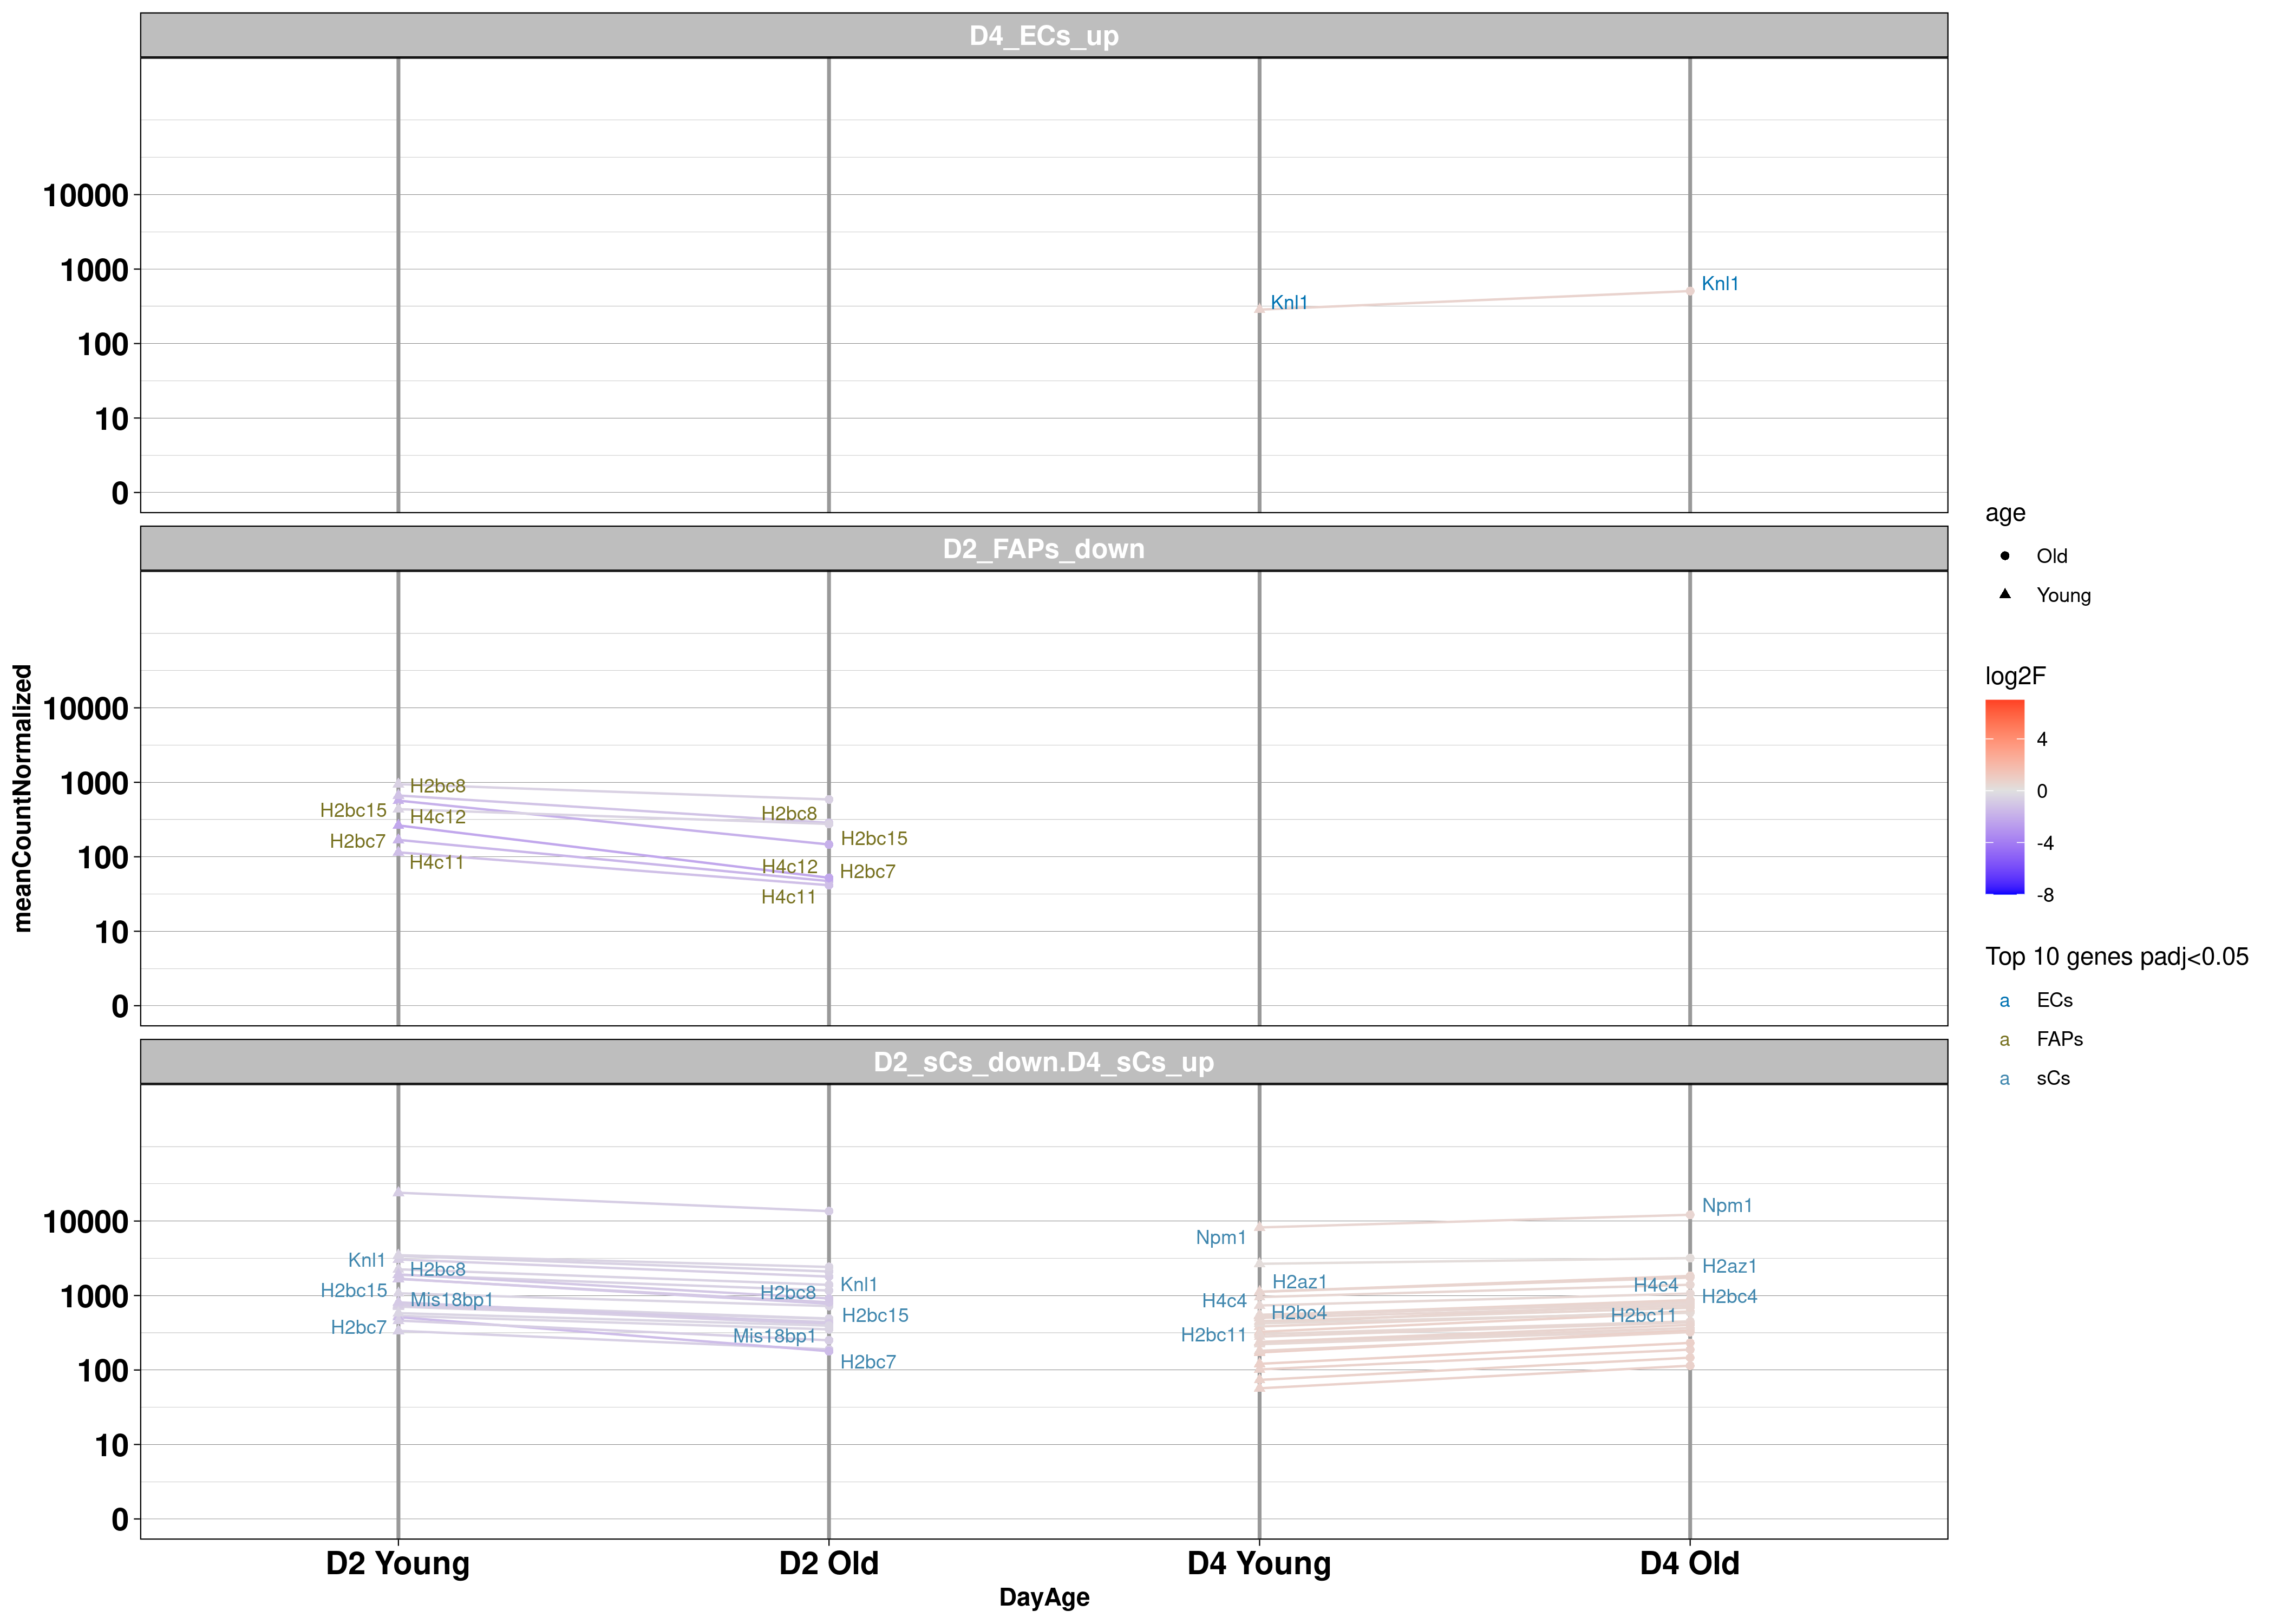 D4_ECs_up
10000
1000
100
10
0
Knl1
Knl1
D2_FAPs_down
10000
1000
100
10
0
H2bc8
H2bc15
H4c12
H2bc7
H4c11
H2bc8
H2bc15
H4c12
H2bc7
H4c11
D2_sCs_down.D4_sCs_up
10000
1000
100
10
0
Knl1
H2bc8
H2bc15
Mis18bp1
H2bc7
Knl1
H2bc8
H2bc15
Mis18bp1
H2bc7
Npm1
H2az1
H4c4
H2bc4
H2bc11
Npm1
H2az1
H4c4
H2bc4
H2bc11
D2 Young
D2 Old
D4 Young
D4 Old
DayAge
meanCountNormalized
age
Old
Young
log2F
4
0
-4
-8
Top 10 genes padj<0.05
a ECs
a FAPs
a sCs